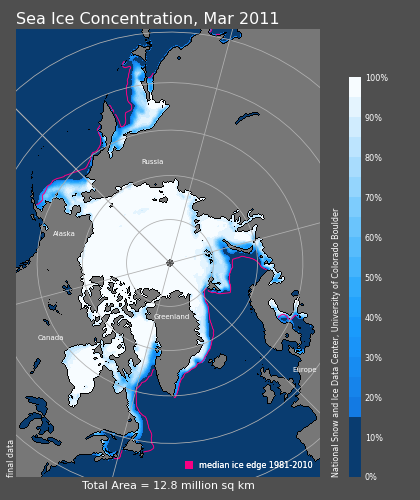 Sea Ice Concentration, Mar 2011
Russia
Alaska
Greenland
Canada
Europe
median ice edge 1981-2010
final data
Total Area = 12.8 million sq km
100%
90%
80%
70%
60%
50%
40%
30%
20%
10%
0%
National Snow and Ice Data Center, University of Colorado Boulder